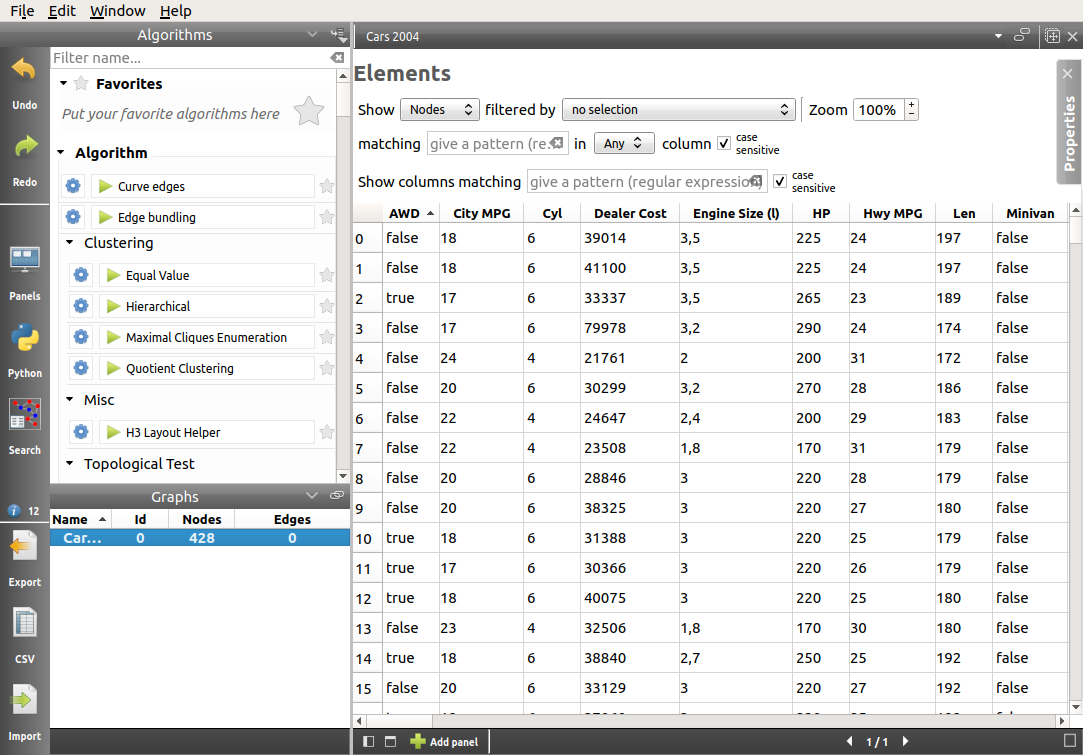 File Edit Window Help
Algorithms
Filter name...
Favorites
Put your favorite algorithms here
Algorithm
Curve edges
Edge bundling
Clustering
Equal Value
Hierarchical
Maximal Cliques Enumeration
Quotient Clustering
Misc
H3 Layout Helper
Topological Test
Undo
Redo
Panels
Python
Search
12
Export
CSV
Import
Graphs
Name Id Nodes Edges
Car... 0 428 0
Cars 2004
Elements
Show Nodes filtered by no selection Zoom 100%
matching give a pattern (re. in Any column case sensitive
Show columns matching give a pattern (regular expression) case sensitive
Properties
AWD City MPG Cyl Dealer Cost Engine Size (l) HP Hwy MPG Len Minivan
0 false 18 6 39014 3,5 225 24 197 false
1 false 18 6 41100 3,5 225 24 197 false
2 true 17 6 33337 3,5 265 23 189 false
3 false 17 6 79978 3,2 290 24 174 false
4 false 24 4 21761 2 200 31 172 false
5 false 20 6 30299 3,2 270 28 186 false
6 false 22 4 24647 2,4 200 29 183 false
7 false 22 4 23508 1,8 170 31 179 false
8 false 20 6 28846 3 220 28 179 false
9 false 20 6 38325 3 220 27 180 false
10 true 18 6 31388 3 220 25 179 false
11 true 17 6 30366 3 220 26 179 false
12 true 18 6 40075 3 220 25 180 false
13 false 23 4 32506 1,8 170 30 180 false
14 true 18 6 38840 2,7 250 25 192 false
15 false 20 6 33129 3 220 27 192 false
Add panel
1 / 1